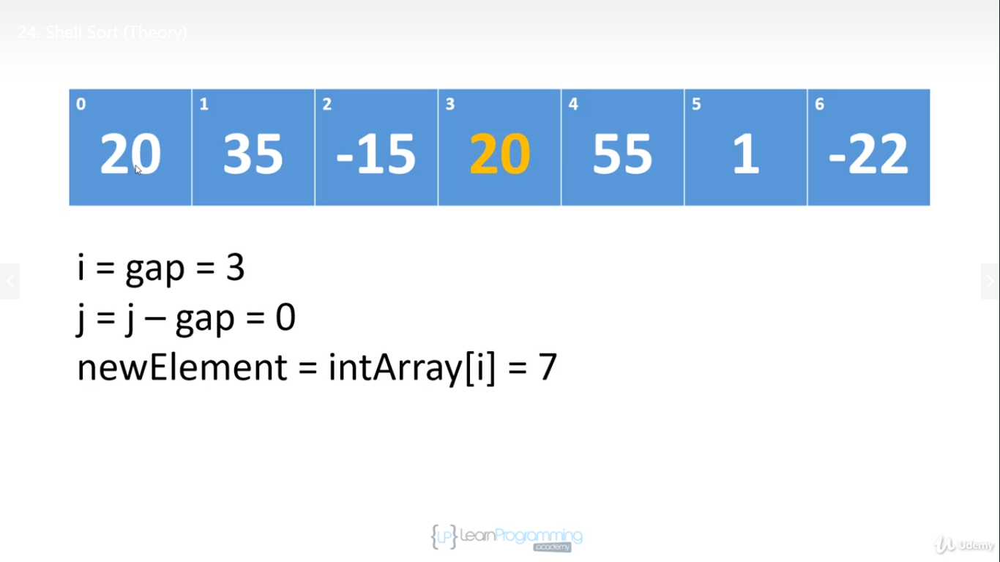 24. Shell Sort (Theory)
0 1 2 3 4 5 6
20 35 -15 20 55 1 -22
i = gap = 3
j = j – gap = 0
newElement = intArray[i] = 7
{LP} LearnProgramming
academy
Udemy